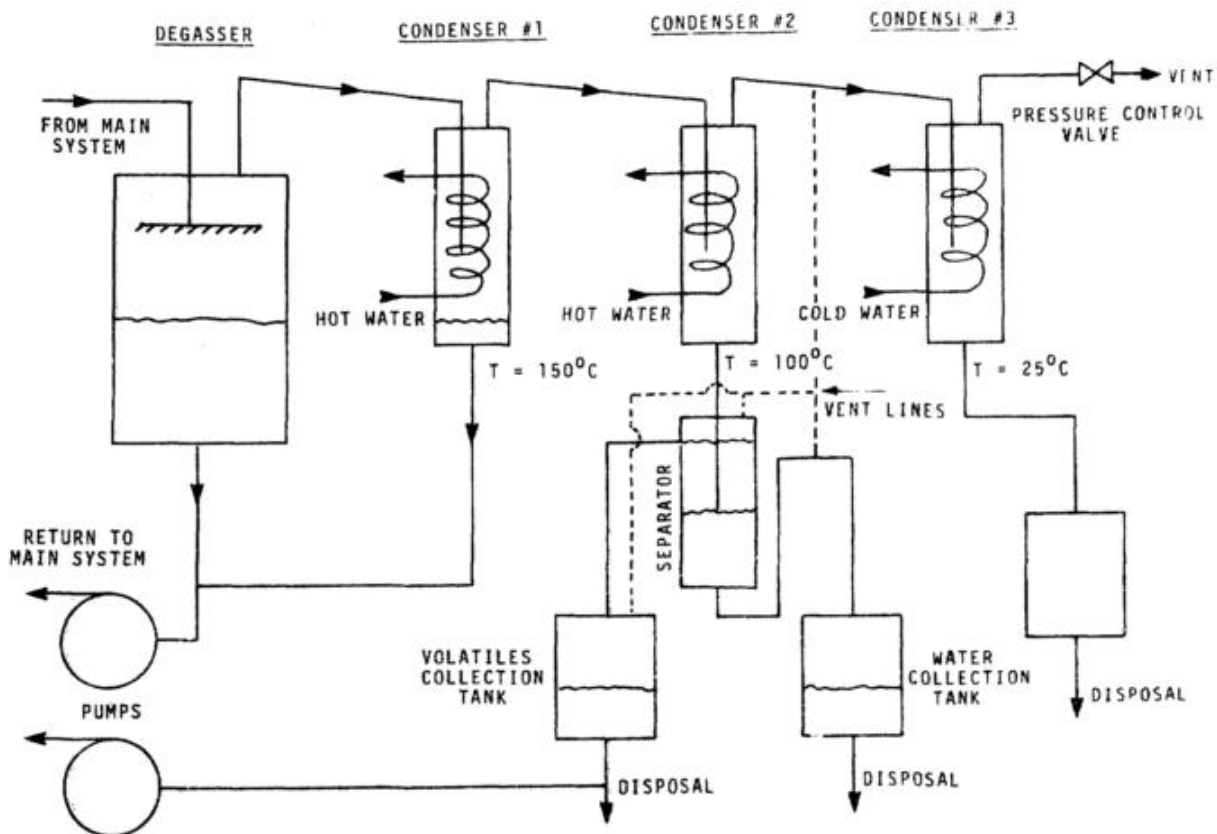 DEGASSER
CONDENSER #1
CONDENSER #2
CONDENSER #3
VENT
PRESSURE CONTROL
VALVE
FROM MAIN
SYSTEM
HOT WATER
HOT WATER
COLD WATER
T = 150°C
T = 100°C
T = 25°C
VENT LINES
SEPARATOR
RETURN TO
MAIN SYSTEM
VOLATILES
COLLECTION
TANK
WATER
COLLECTION
TANK
PUMPS
DISPOSAL
DISPOSAL
DISPOSAL